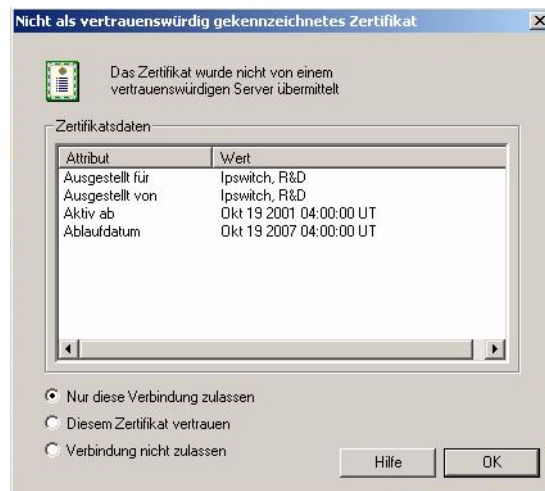 Nicht als vertrauenswürdig gekennzeichnetes Zertifikat
Das Zertifikat wurde nicht von einem
vertrauenswürdigen Server übermittelt
Zertifikatsdaten
Attribut Wert
Ausgestellt für Ipswitch, R&D
Ausgestellt von Ipswitch, R&D
Aktiv ab Okt 19 2001 04:00:00 UT
Ablaufdatum Okt 19 2007 04:00:00 UT
Nur diese Verbindung zulassen
Diesem Zertifikat vertrauen
Verbindung nicht zulassen
Hilfe OK